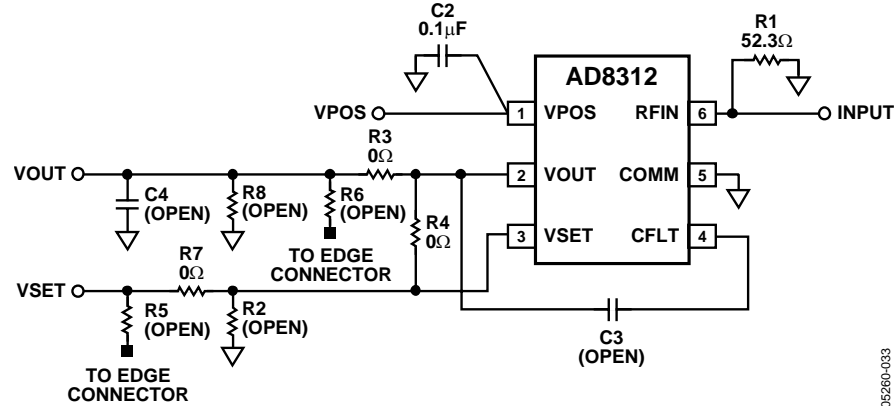 C2
0.1µF
R1
52.3Ω
AD8312
VPOS
1 VPOS
RFIN 6
INPUT
R3
0Ω
VOUT
2 VOUT
COMM 5
C4
(OPEN)
R8
(OPEN)
R6
(OPEN)
R4
0Ω
3 VSET
CFLT 4
TO EDGE
CONNECTOR
R7
0Ω
VSET
R5
(OPEN)
R2
(OPEN)
C3
(OPEN)
TO EDGE
CONNECTOR
05260-033